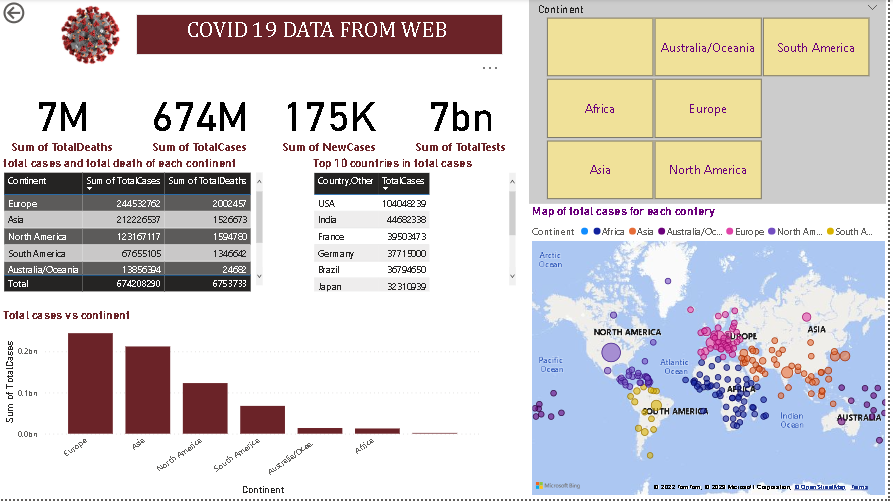 COVID 19 DATA FROM WEB
...
7M
674M
175K
7bn
Sum of TotalDeaths
Sum of TotalCases
Sum of NewCases
Sum of TotalTests
total cases and total death of each continent
Continent Sum of TotalCases Sum of TotalDeaths
Europe 244532762 2002457
Asia 212226537 1526673
North America 123167117 1594780
South America 67655105 1346642
Australia/Oceania 13856394 24682
Total 674208290 6753733
Top 10 countries in total cases
Country,Other TotalCases
USA 104048239
India 44682338
France 39503473
Germany 37715000
Brazil 36794650
Japan 32310939
Total cases vs continent
Sum of TotalCases
0.2bn
0.1bn
0.0bn
Europe
Asia
North America
South America
Australia/Ocea...
Africa
Continent
Continent
Australia/Oceania
South America
Africa
Europe
Asia
North America
Map of total cases for each contery
Continent Africa Asia Australia/Oc... Europe North Am... South A...
Arctic
Ocean
NORTH AMERICA
EUROPE
ASIA
Pacific
Ocean
Atlantic
Ocean
AFRICA
SOUTH AMERICA
Indian
Ocean
AUSTRALIA
Microsoft Bing
© 2022 TomTom, © 2023 Microsoft Corporation, © OpenStreetMap Terms